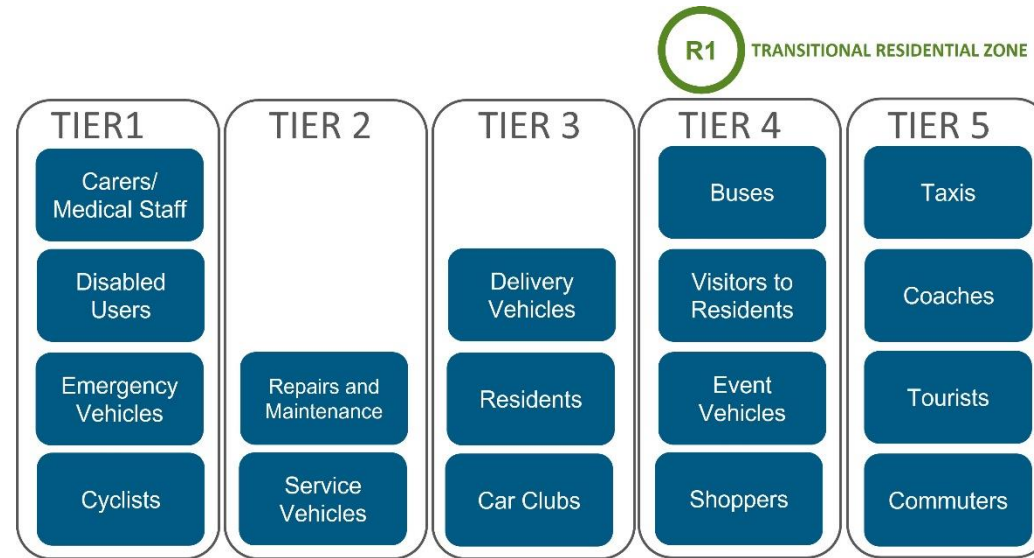 R1 TRANSITIONAL RESIDENTIAL ZONE
TIER1
Carers/
Medical Staff
Disabled
Users
Emergency
Vehicles
Cyclists
TIER 2
Repairs and
Maintenance
Service
Vehicles
TIER 3
Delivery
Vehicles
Residents
Car Clubs
TIER 4
Buses
Visitors to
Residents
Event
Vehicles
Shoppers
TIER 5
Taxis
Coaches
Tourists
Commuters